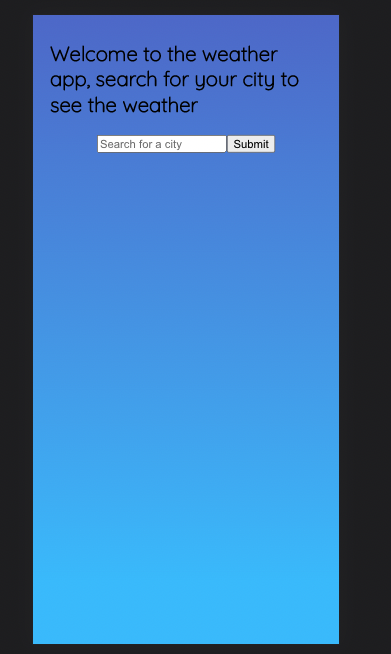 Welcome to the weather
app, search for your city to
see the weather
Search for a city Submit